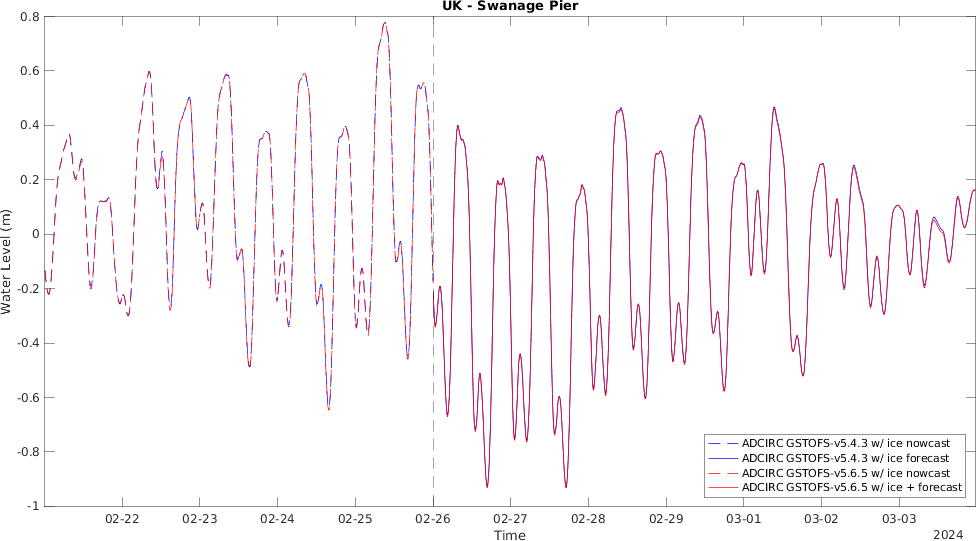 UK - Swanage Pier
0.8
0.6
0.4
0.2
0
-0.2
-0.4
-0.6
-0.8
-1
Water Level (m)
02-22 02-23 02-24 02-25 02-26 02-27 02-28 02-29 03-01 03-02 03-03
Time
2024
ADCIRC GSTOFS-v5.4.3 w/ ice nowcast
ADCIRC GSTOFS-v5.4.3 w/ ice forecast
ADCIRC GSTOFS-v5.6.5 w/ ice nowcast
ADCIRC GSTOFS-v5.6.5 w/ ice + forecast